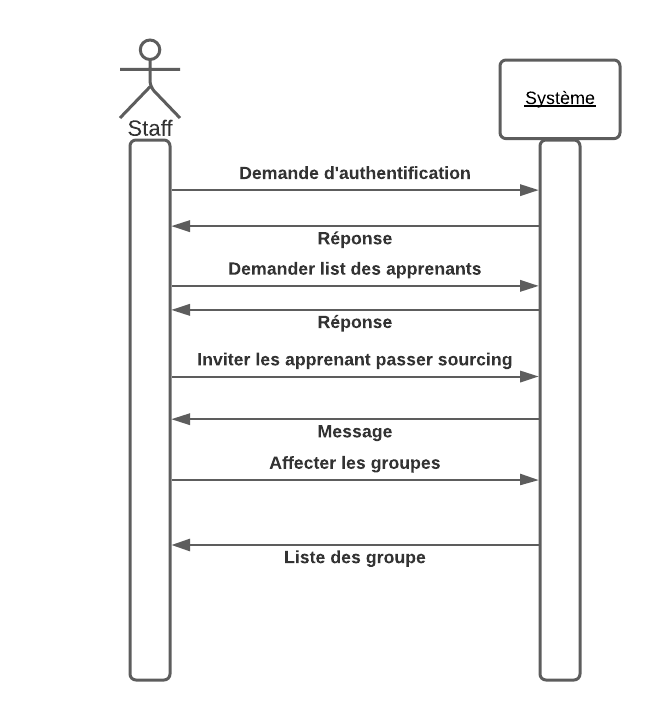 Staff
Système
Demande d'authentification
Réponse
Demander list des apprenants
Réponse
Inviter les apprenant passer sourcing
Message
Affecter les groupes
Liste des groupe